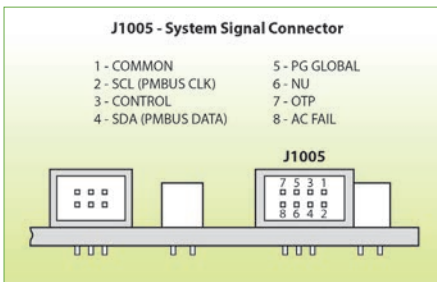 J1005 - System Signal Connector
1 - COMMON
2 - SCL (PMBUS CLK)
3 - CONTROL
4 - SDA (PMBUS DATA)
5 - PG GLOBAL
6 - NU
7 - OTP
8 - AC FAIL
J1005
7 5 3 1
8 6 4 2